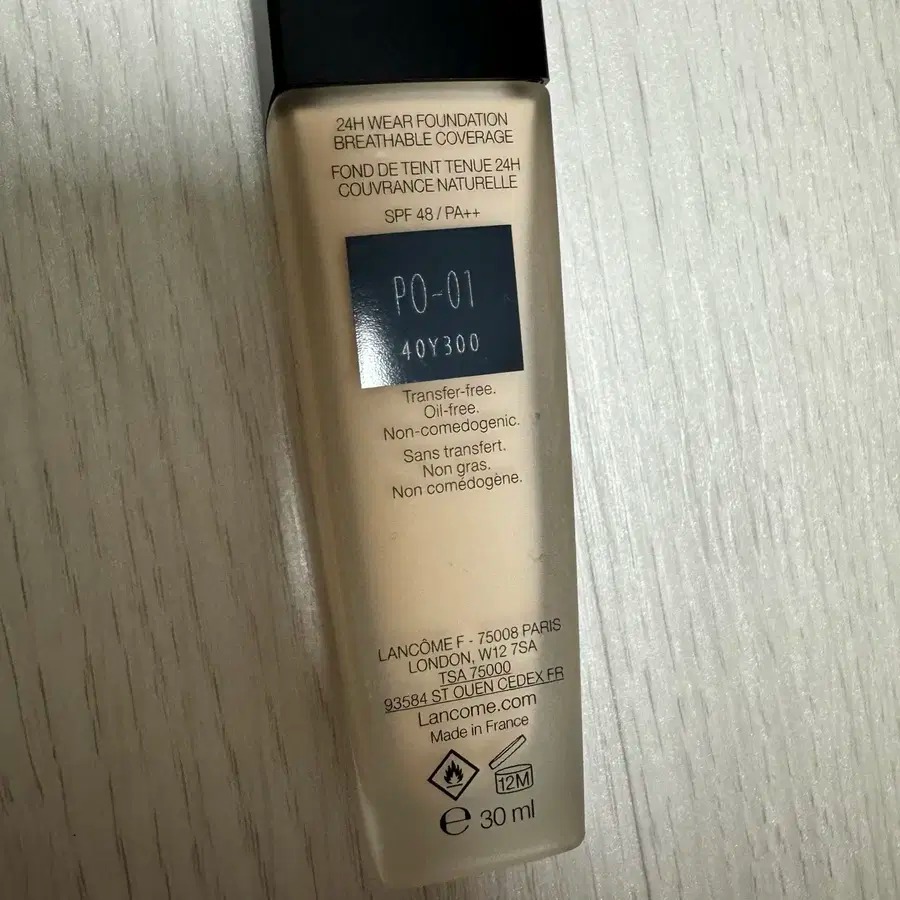 24H WEAR FOUNDATION
BREATHABLE COVERAGE
FOND DE TEINT TENUE 24H
COUVRANCE NATURELLE
SPF 48 / PA++
PO-01
40Y300
Transfer-free.
Oil-free.
Non-comedogenic.
Sans transfert.
Non gras.
Non comédogène.
LANCÔME F - 75008 PARIS
LONDON, W12 7SA
TSA 75000
93584 ST OUEN CEDEX FR
Lancome.com
Made in France
12M
e 30 ml